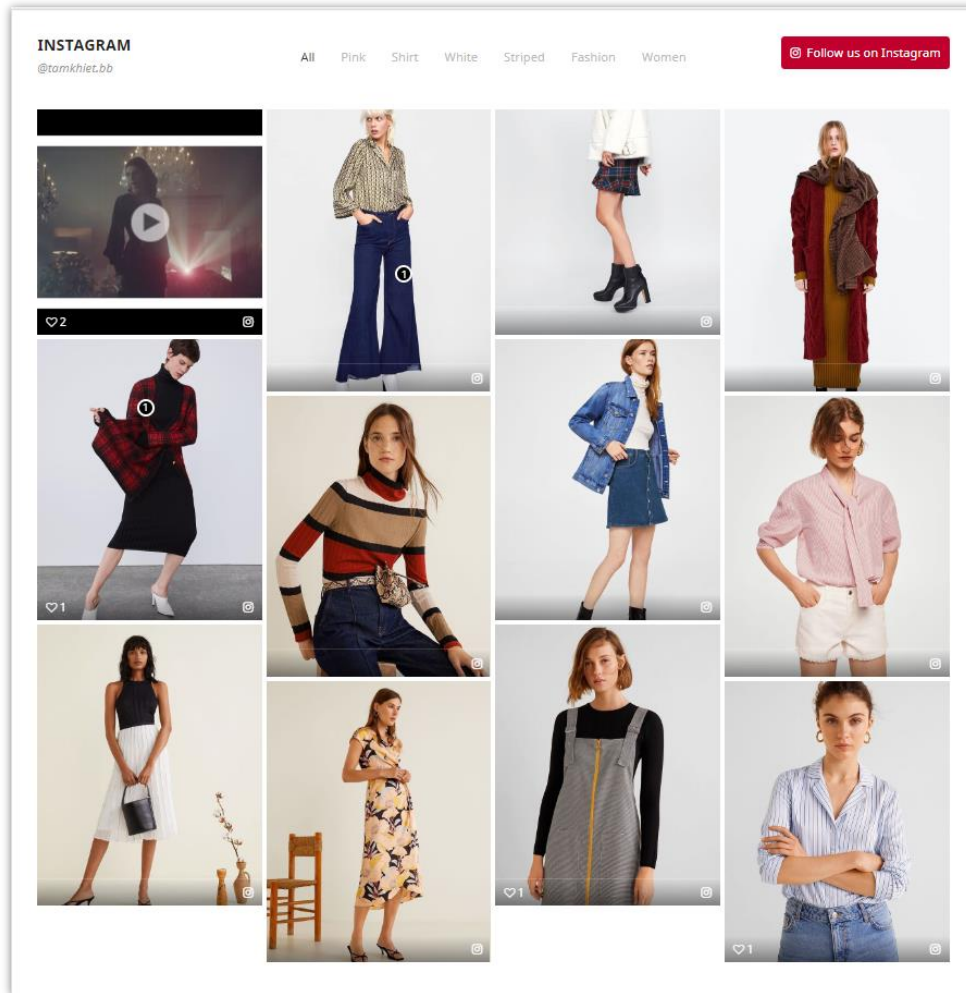 INSTAGRAM
@tamkhiet.bb
All Pink Shirt White Striped Fashion Women
Follow us on Instagram
2
1
1
1
1
1